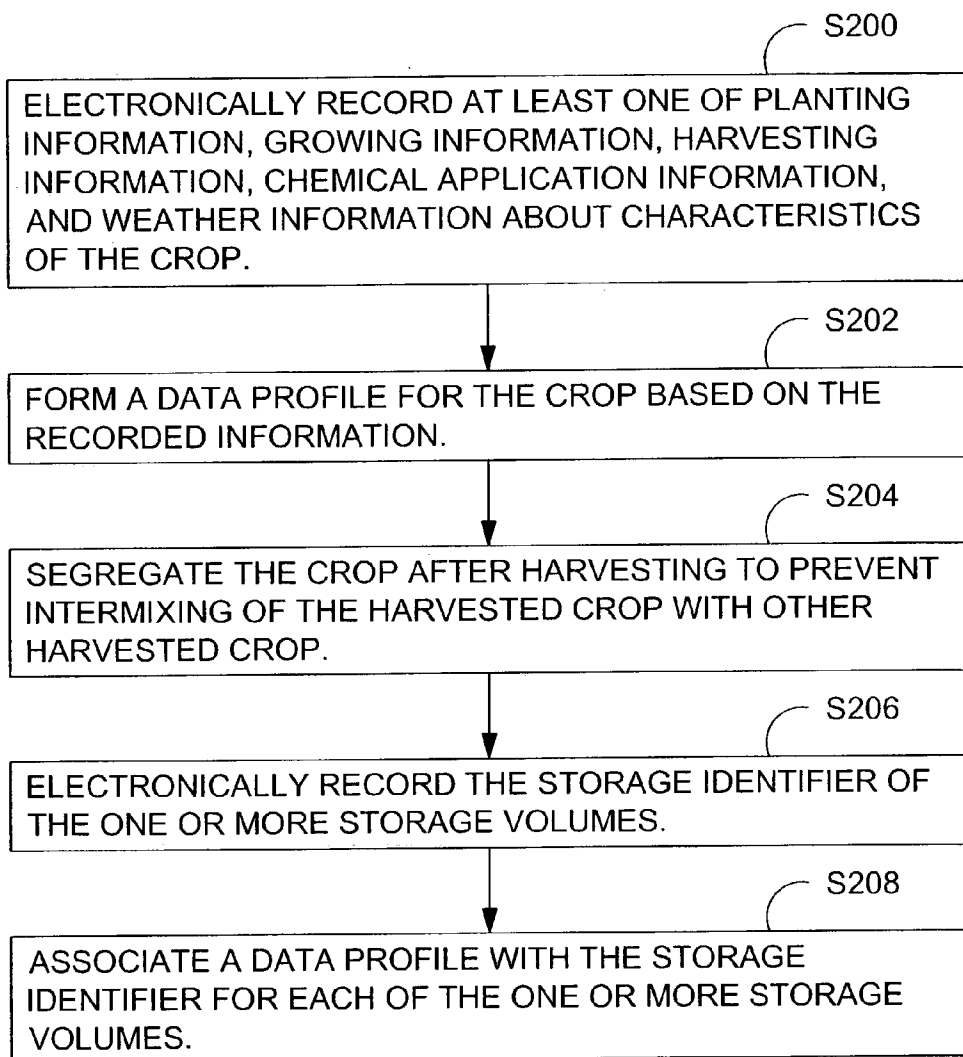 S200
ELECTRONICALLY RECORD AT LEAST ONE OF PLANTING
INFORMATION, GROWING INFORMATION, HARVESTING
INFORMATION, CHEMICAL APPLICATION INFORMATION,
AND WEATHER INFORMATION ABOUT CHARACTERISTICS
OF THE CROP.
S202
FORM A DATA PROFILE FOR THE CROP BASED ON THE
RECORDED INFORMATION.
S204
SEGREGATE THE CROP AFTER HARVESTING TO PREVENT
INTERMIXING OF THE HARVESTED CROP WITH OTHER
HARVESTED CROP.
S206
ELECTRONICALLY RECORD THE STORAGE IDENTIFIER OF
THE ONE OR MORE STORAGE VOLUMES.
S208
ASSOCIATE A DATA PROFILE WITH THE STORAGE
IDENTIFIER FOR EACH OF THE ONE OR MORE STORAGE
VOLUMES.